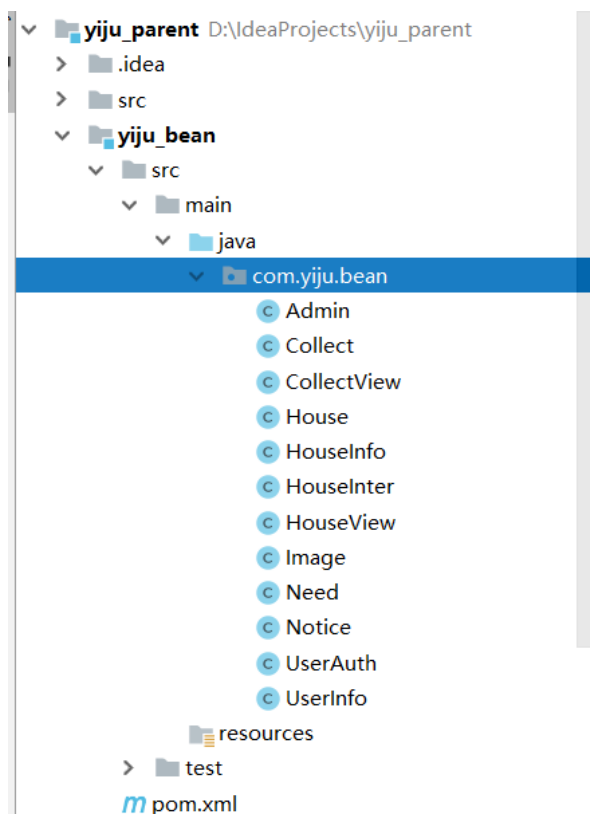 yiju_parent D:\IdeaProjects\yiju_parent
.idea
src
yiju_bean
src
main
java
com.yiju.bean
C Admin
C Collect
C CollectView
C House
C HouseInfo
C HouseInter
C HouseView
C Image
C Need
C Notice
C UserAuth
C UserInfo
resources
test
m pom.xml